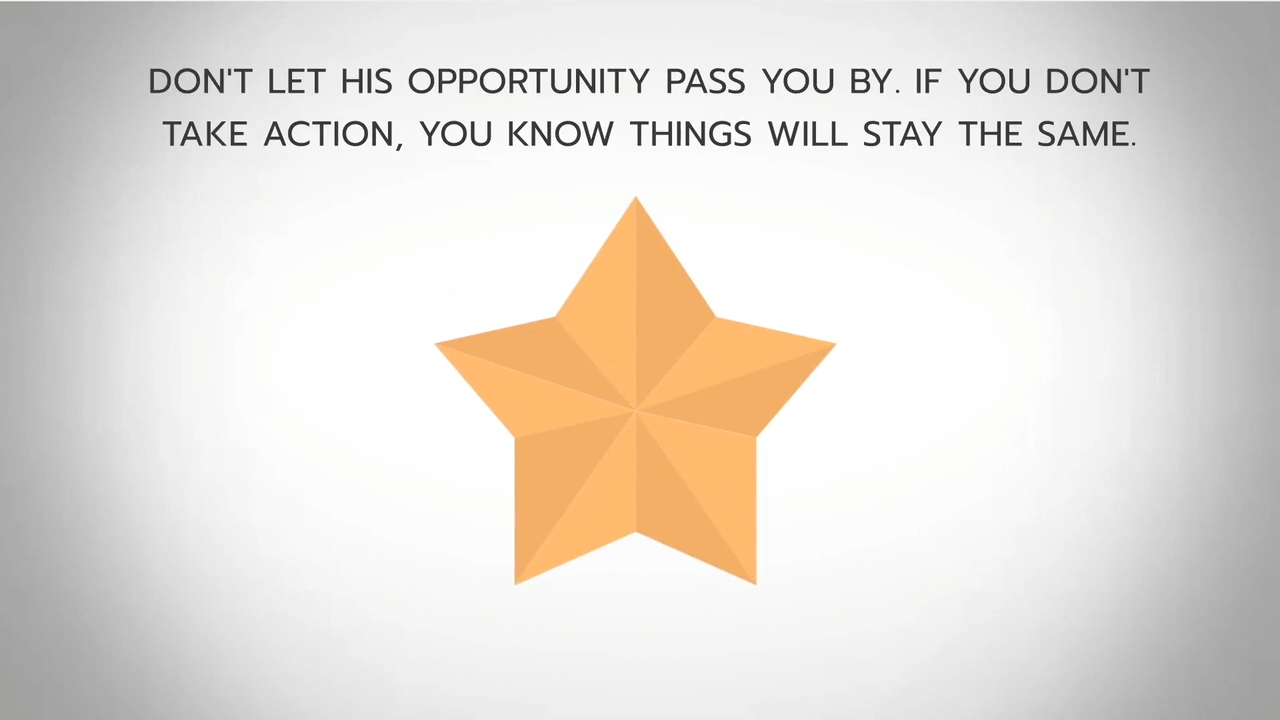 DON'T LET HIS OPPORTUNITY PASS YOU BY. IF YOU DON'T
TAKE ACTION, YOU KNOW THINGS WILL STAY THE SAME.